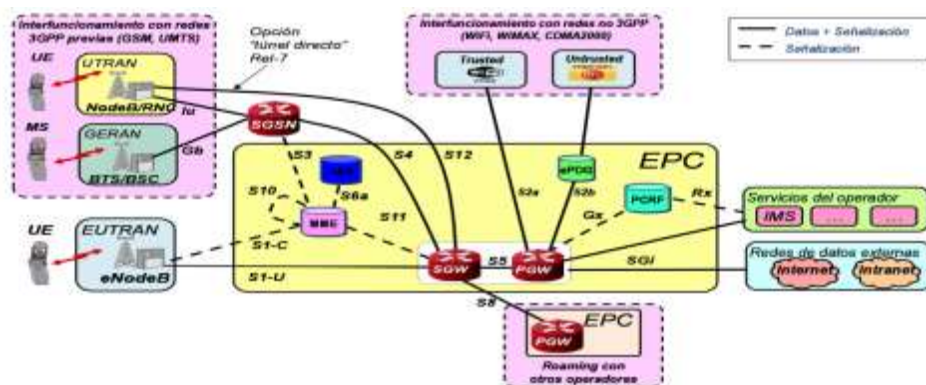 Interfuncionamiento con redes
3GPP previas (GSM, UMTS)
UE
UTRAN
NodeB/RNC
Iu
MS
GERAN
Gb
BTS/BSC
Opción
"túnel directo"
Rel-7
Interfuncionamiento con redes no 3GPP
(WiFi, WiMAX, CDMA2000)
Trusted
Untrusted
Datos + Señalización
Señalización
SGSN
S3
S4
S12
EPC
S10
S6a
MME
S11
S2a
ePDG
S2b
PCRF
Rx
Gx
Servicios del operador
IMS
...
...
UE
EUTRAN
eNodeB
S1-C
S1-U
SGW
S5
PGW
SGi
Redes de datos externas
Internet
Intranet
S8
EPC
PGW
Roaming con
otros operadores